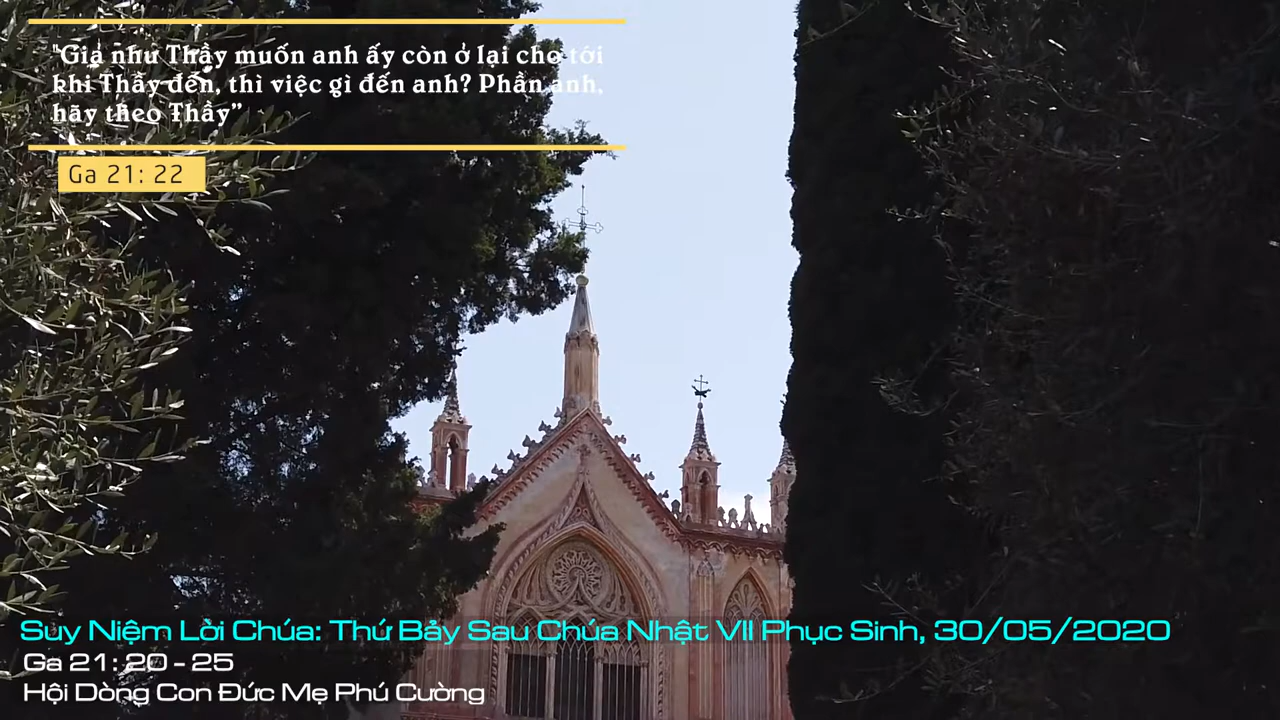 "Giả như Thầy muốn anh ấy còn ở lại cho tới
khi Thầy đến, thì việc gì đến anh? Phần anh,
hãy theo Thầy”
Ga 21: 22
Suy Niệm Lời Chúa: Thứ Bảy Sau Chúa Nhật VII Phục Sinh, 30/05/2020
Ga 21: 20 - 25
Hội Dòng Con Đức Mẹ Phú Cường